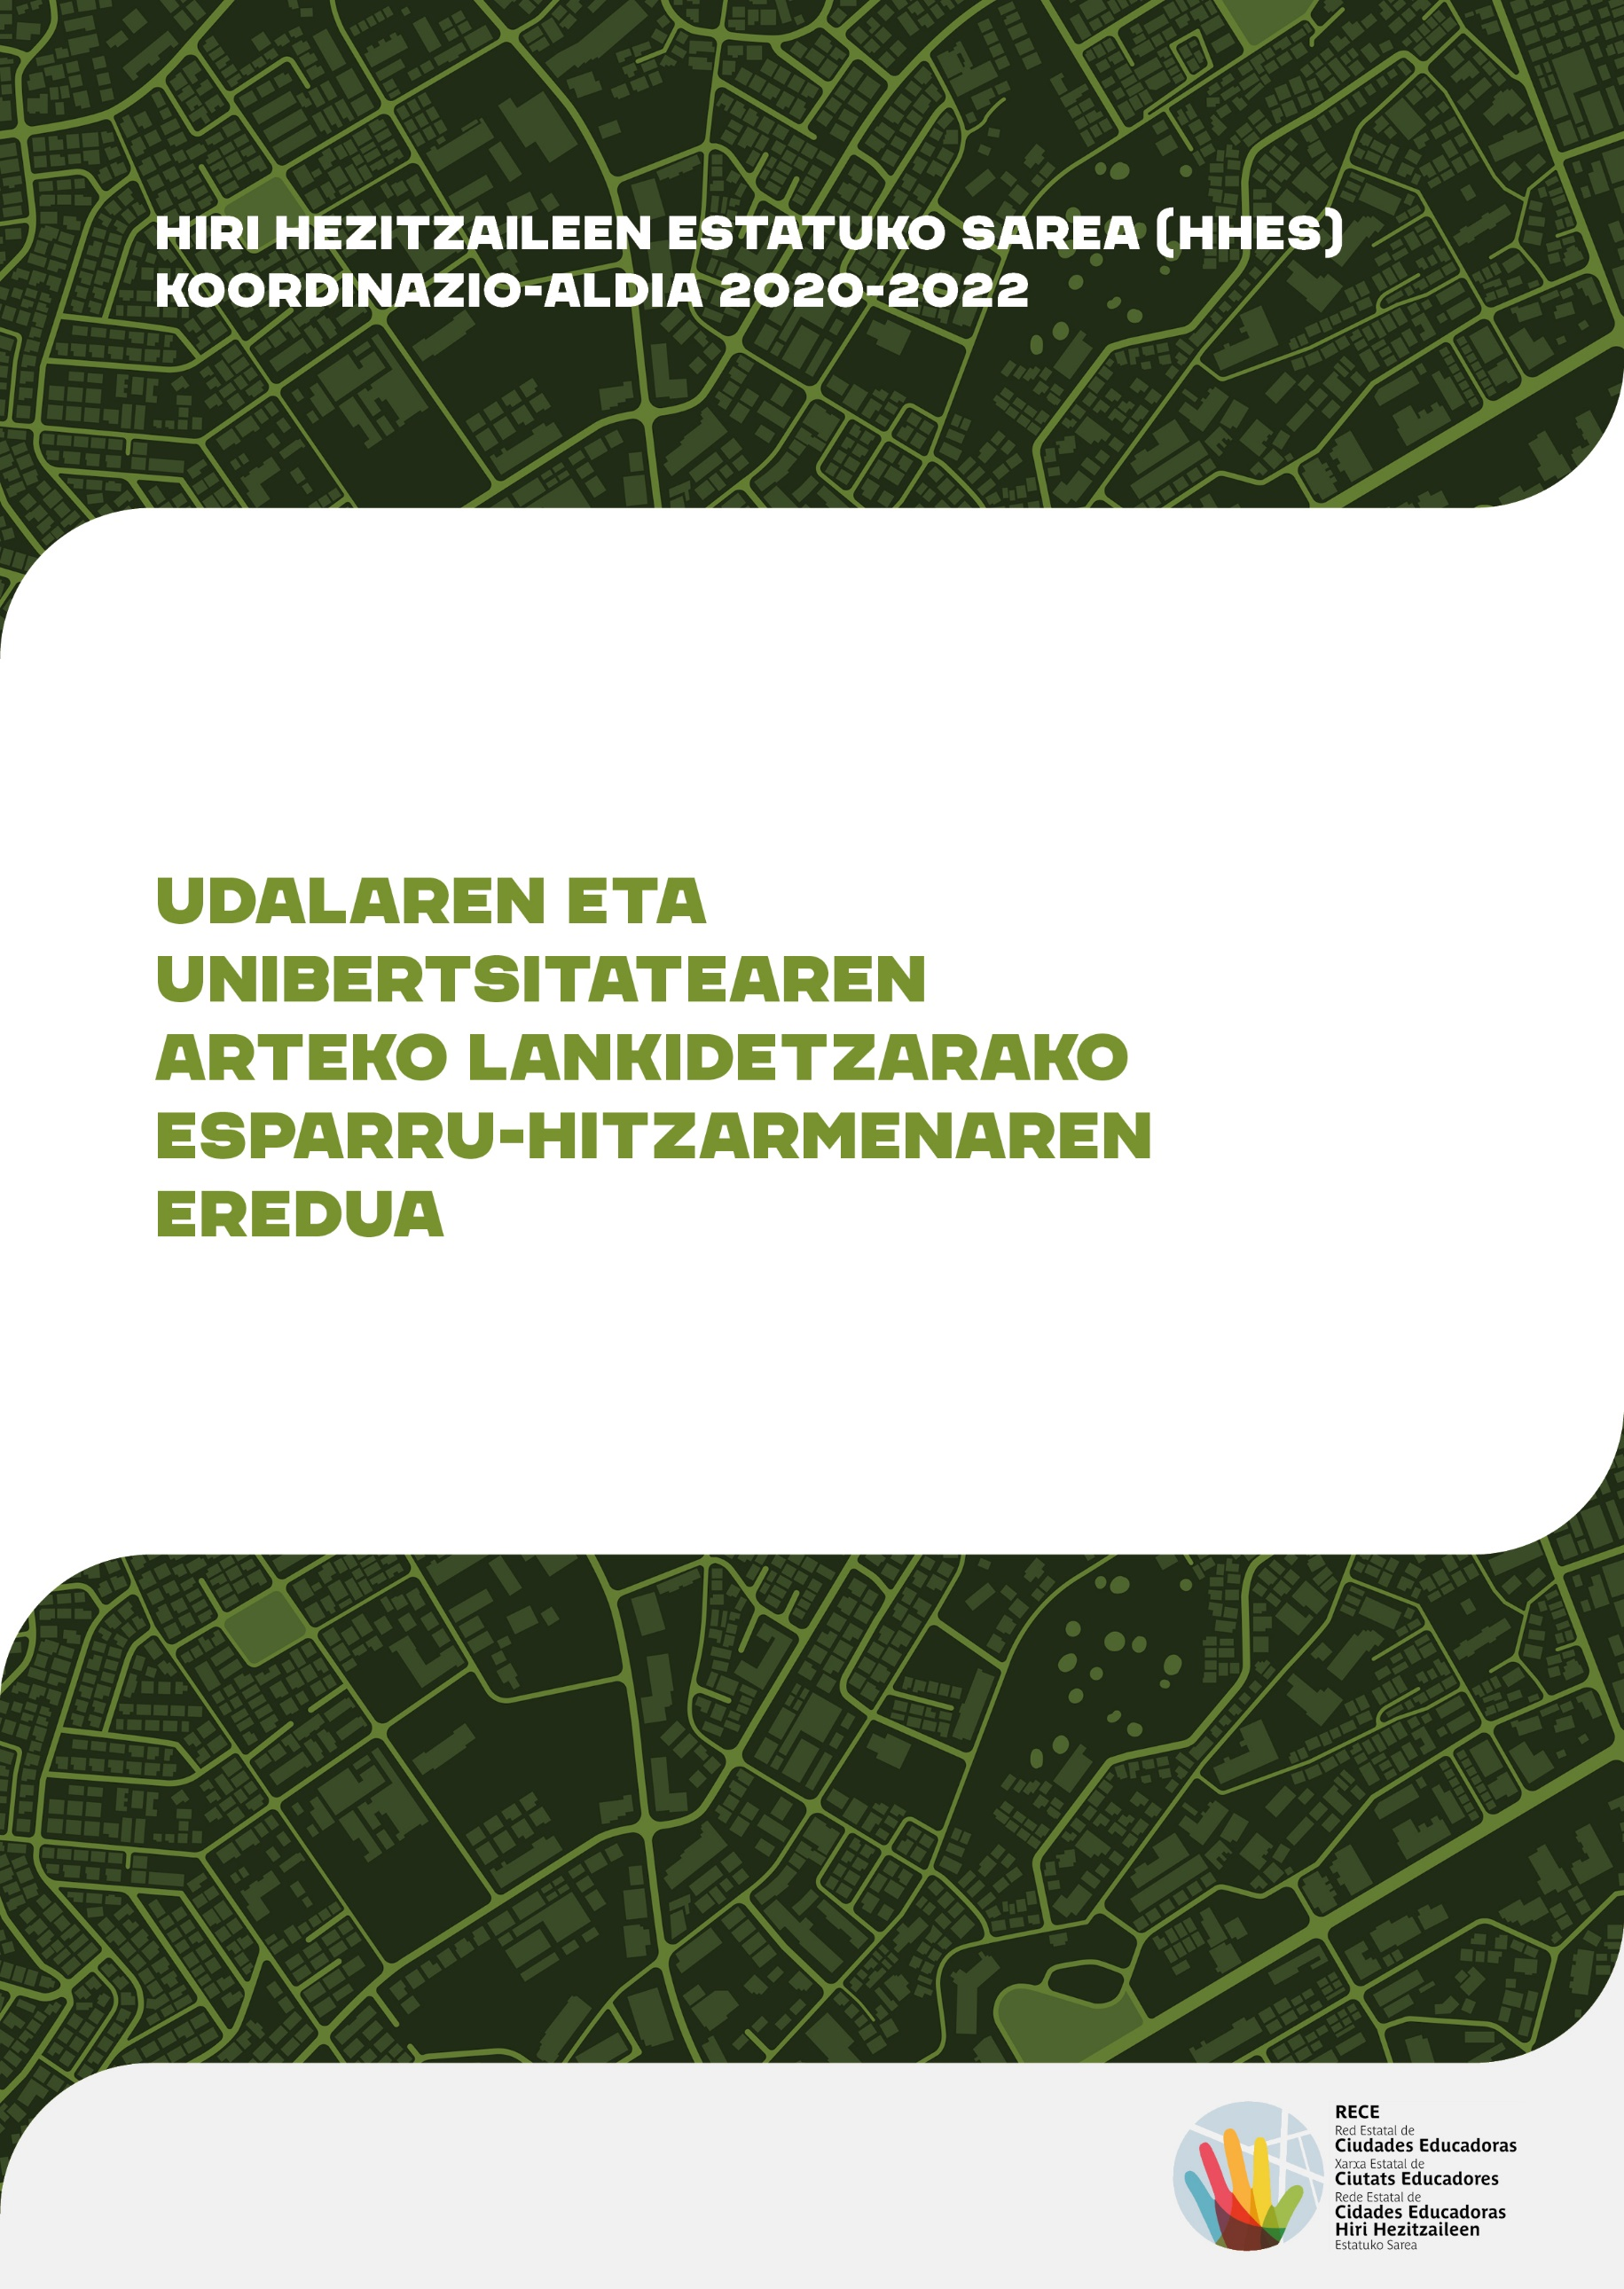 HIRI HEZITZAILEEN ESTATUKO SAREA (HHES)
KOORDINAZIO-ALDIA 2020-2022
UDALAREN ETA
UNIBERTSITATEAREN
ARTEKO LANKIDETZARAKO
ESPARRU-HITZARMENAREN
EREDUA
RECE
Red Estatal de
Ciudades Educadoras
Xarxa Estatal de
Ciutats Educadores
Rede Estatal de
Cidades Educadoras
Hiri Hezitzaileen
Estatuko Sarea